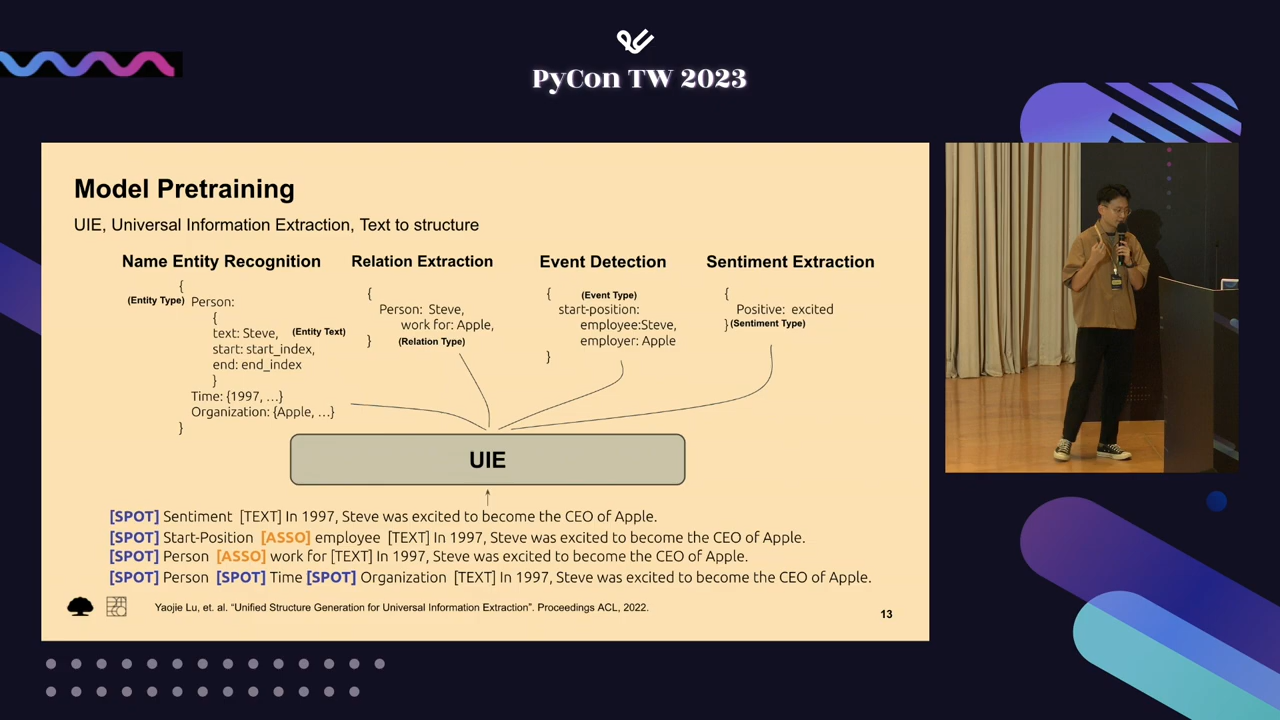 PyCon TW 2023
Model Pretraining
UIE, Universal Information Extraction, Text to structure
Name Entity Recognition
{
(Entity Type) Person:
{
text: Steve, (Entity Text)
start: start_index,
end: end_index
}
Time: {1997, …}
Organization: {Apple, …}
}
Relation Extraction
{
Person: Steve,
work for: Apple,
} (Relation Type)
Event Detection
{ (Event Type)
start-position:
employee:Steve,
employer: Apple
}
Sentiment Extraction
{
Positive: excited
} (Sentiment Type)
UIE
[SPOT] Sentiment [TEXT] In 1997, Steve was excited to become the CEO of Apple.
[SPOT] Start-Position [ASSO] employee [TEXT] In 1997, Steve was excited to become the CEO of Apple.
[SPOT] Person [ASSO] work for [TEXT] In 1997, Steve was excited to become the CEO of Apple.
[SPOT] Person [SPOT] Time [SPOT] Organization [TEXT] In 1997, Steve was excited to become the CEO of Apple.
Yaojie Lu, et. al. “Unified Structure Generation for Universal Information Extraction”. Proceedings ACL, 2022.
13